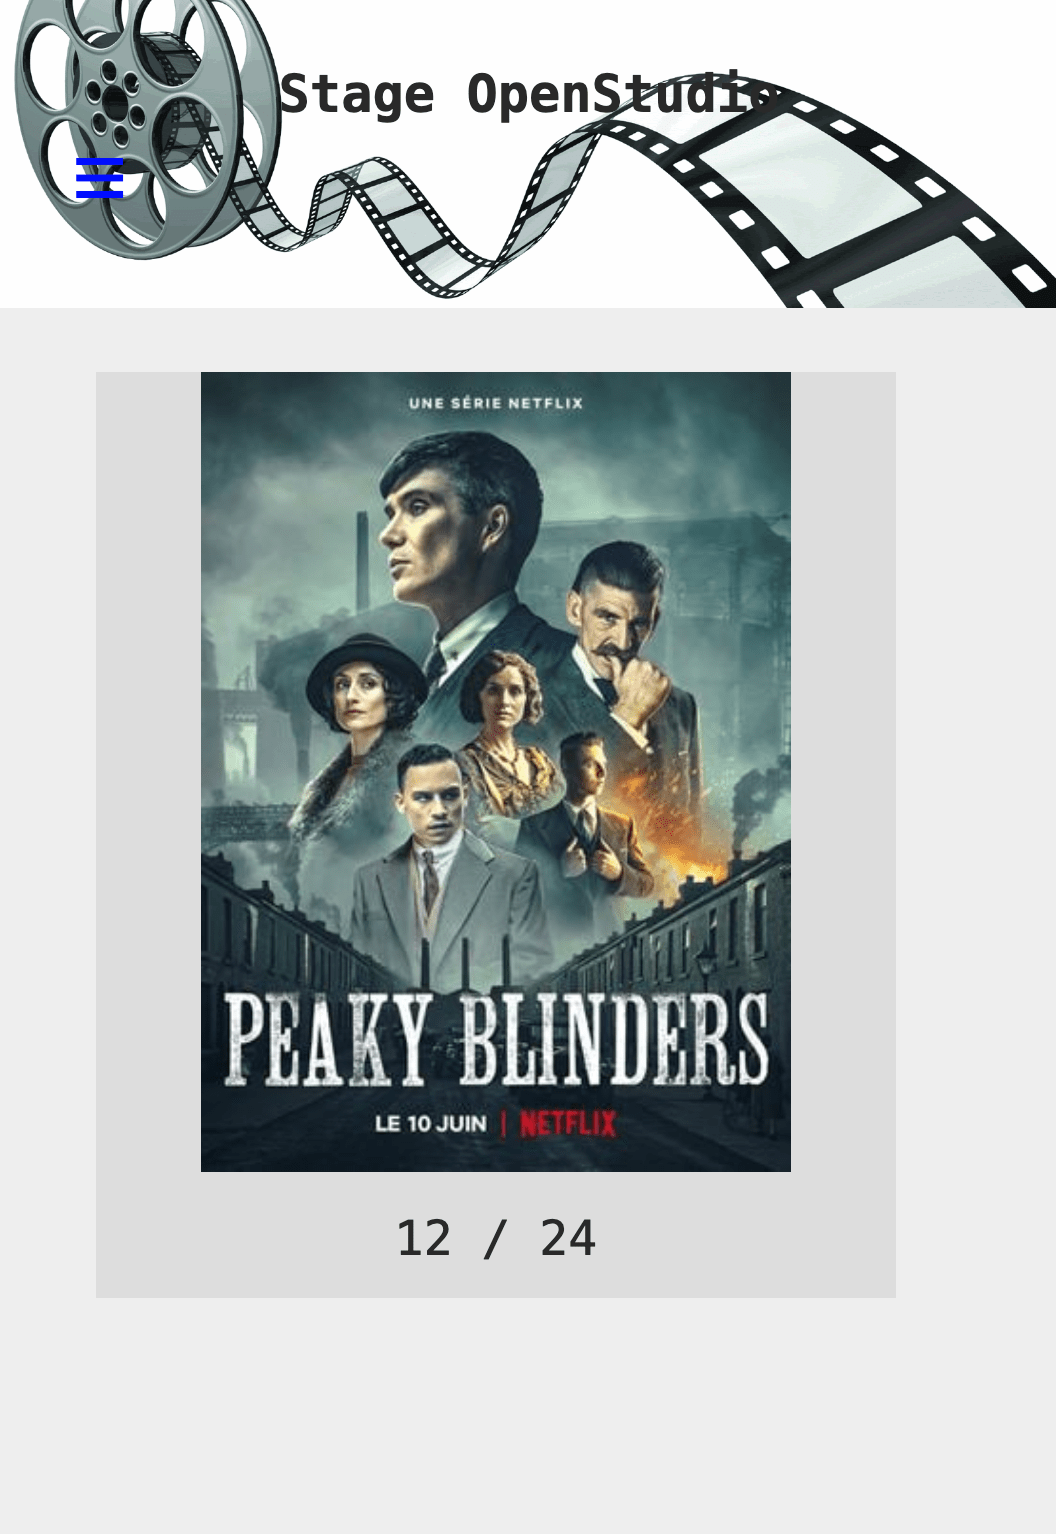 Stage OpenStudio
UNE SÉRIE NETFLIX
PEAKY BLINDERS
LE 10 JUIN | NETFLIX
12 / 24